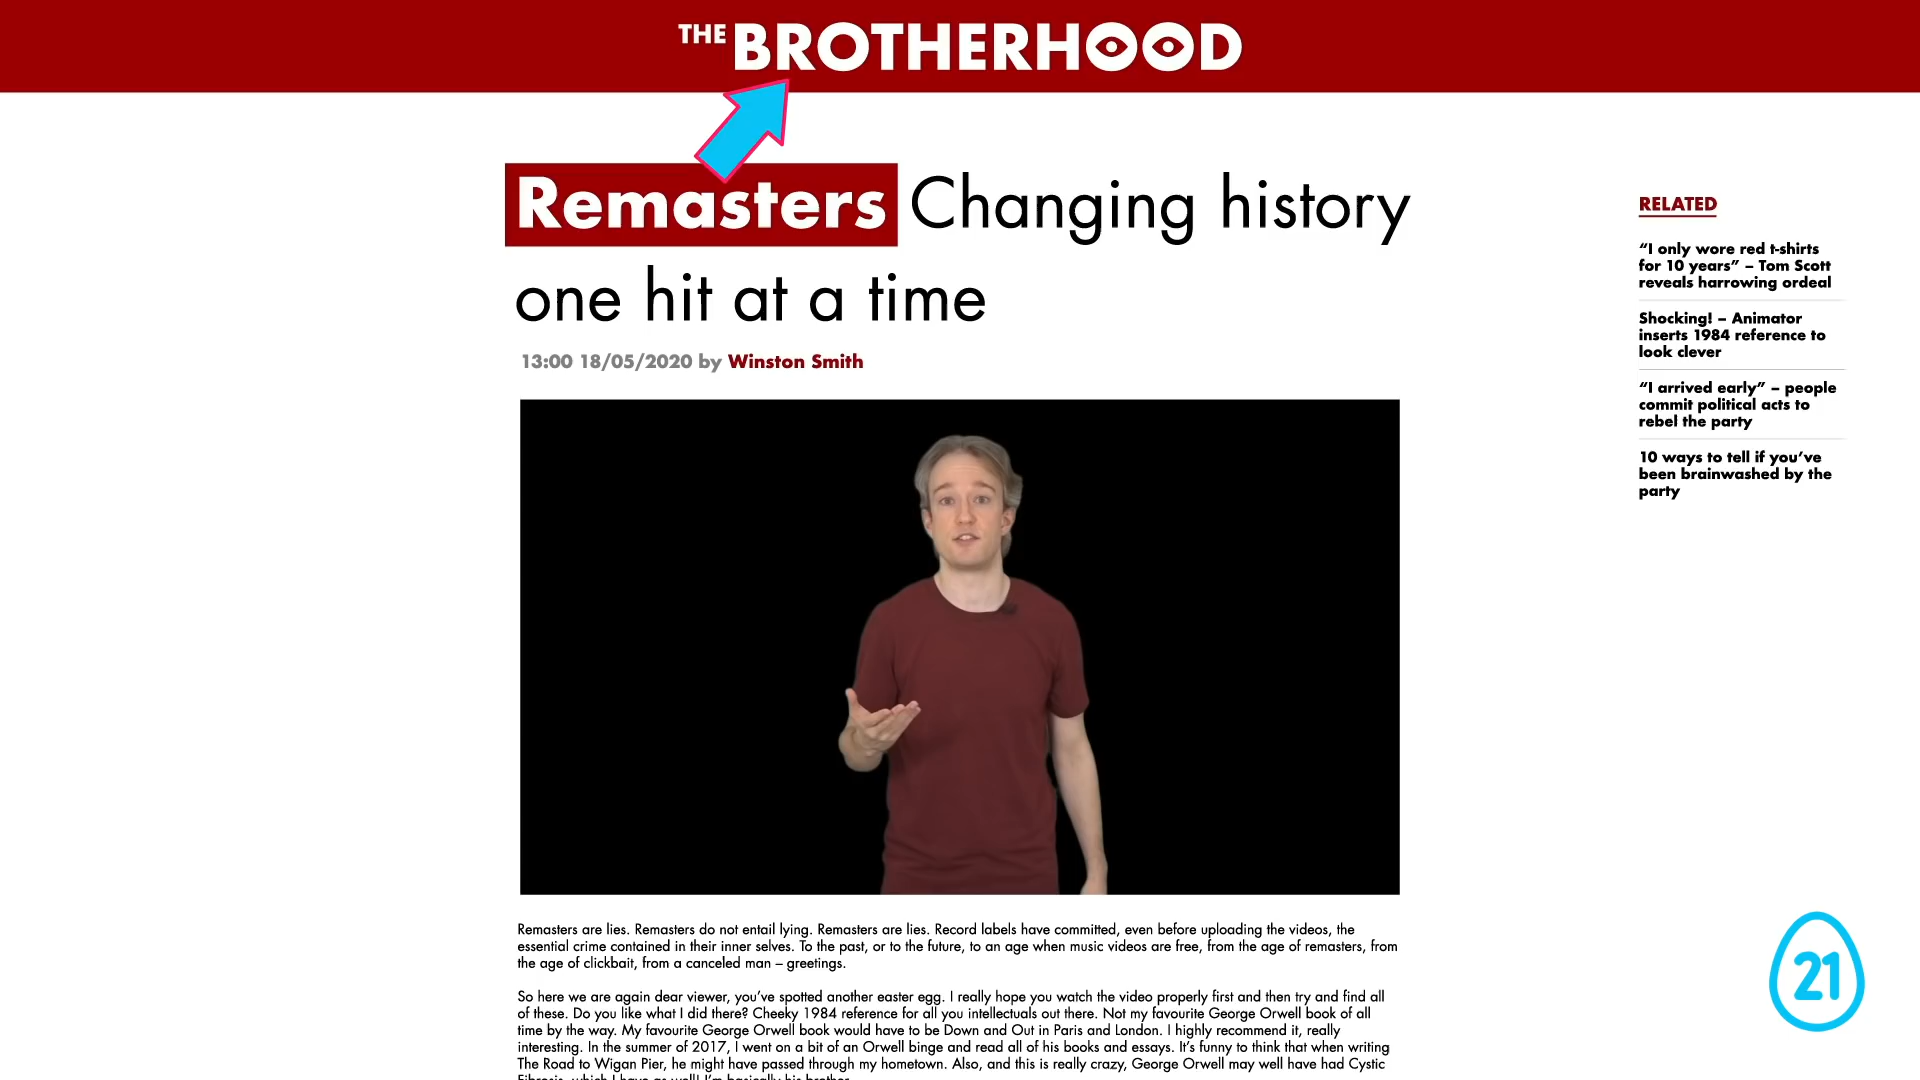 THE BROTHERHOOD
Remasters Changing history
one hit at a time
13:00 18/05/2020 by Winston Smith
RELATED
“I only wore red t-shirts
for 10 years” – Tom Scott
reveals harrowing ordeal
Shocking! – Animator
inserts 1984 reference to
look clever
“I arrived early” – people
commit political acts to
rebel the party
10 ways to tell if you’ve
been brainwashed by the
party
Remasters are lies. Remasters do not entail lying. Remasters are lies. Record labels have committed, even before uploading the videos, the
essential crime contained in their inner selves. To the past, or to the future, to an age when music videos are free, from the age of remasters, from
the age of clickbait, from a canceled man – greetings.
So here we are again dear viewer, you’ve spotted another easter egg. I really hope you watch the video properly first and then try and find all
of these. Do you like what I did there? Cheeky 1984 reference for all you intellectuals out there. Not my favourite George Orwell book of all
time by the way. My favourite George Orwell book would have to be Down and Out in Paris and London. I highly recommend it, really
interesting. In the summer of 2017, I went on a bit of an Orwell binge and read all of his books and essays. It’s funny to think that when writing
The Road to Wigan Pier, he might have passed through my hometown. Also, and this is really crazy, George Orwell may well have had Cystic
Fibrosis, which I have as well! I’m basically his brother
21